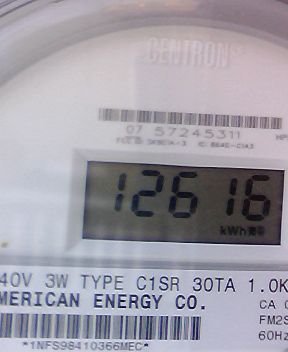 CENTRON®
07 57245311
12616
kWh
40V 3W TYPE C1SR 30TA 1.0K
MERICAN ENERGY CO.
CA
FM2S
60Hz
*1NFS98410366MEC*